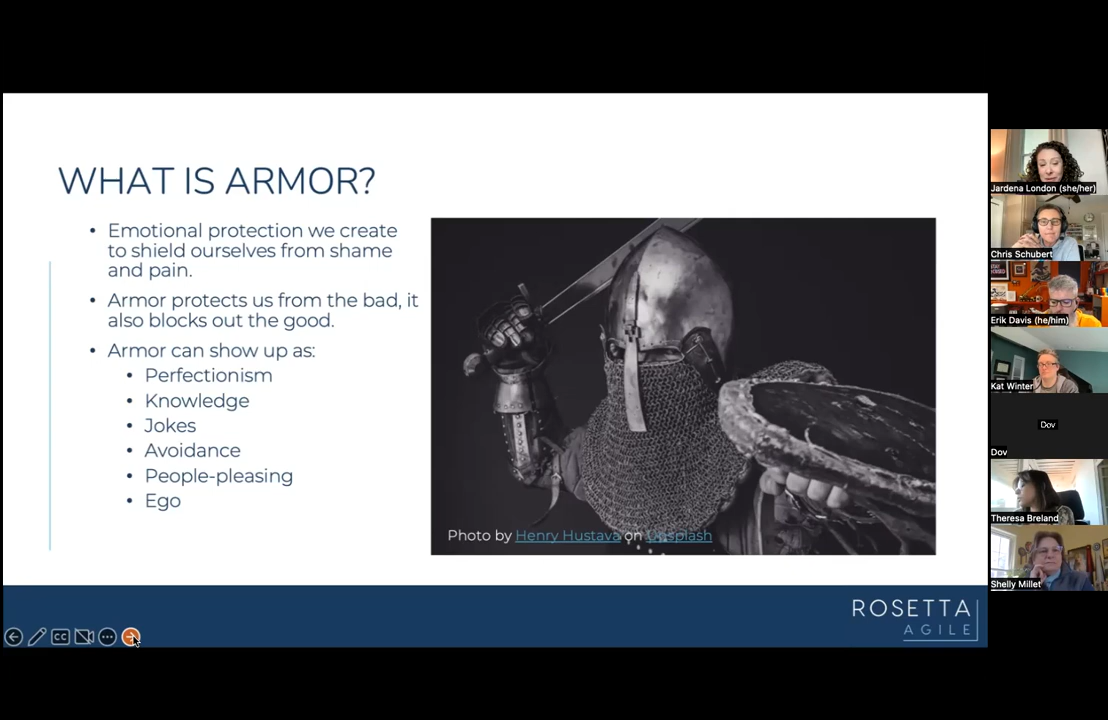 WHAT IS ARMOR?
• Emotional protection we create
to shield ourselves from shame
and pain.
• Armor protects us from the bad, it
also blocks out the good.
• Armor can show up as:
• Perfectionism
• Knowledge
• Jokes
• Avoidance
• People-pleasing
• Ego
Photo by Henry Hustava on Unsplash
ROSETTA
AGILE
CC
Jardena London (she/her)
Chris Schubert
Erik Davis (he/him)
Kat Winter
Dov
Dov
Theresa Breland
Shelly Millet